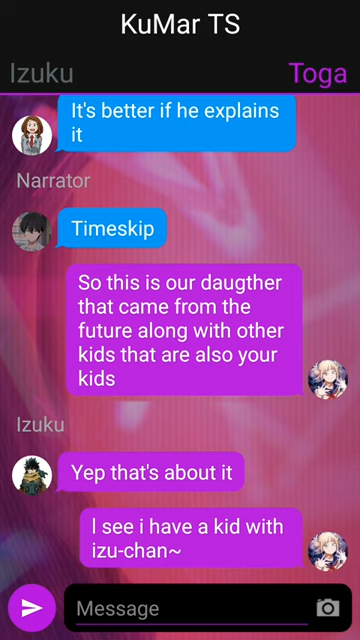 KuMar TS
Izuku
Toga
It's better if he explains
it
Narrator
Timeskip
So this is our daugther
that came from the
future along with other
kids that are also your
kids
Izuku
Yep that's about it
I see i have a kid with
izu-chan~
Message